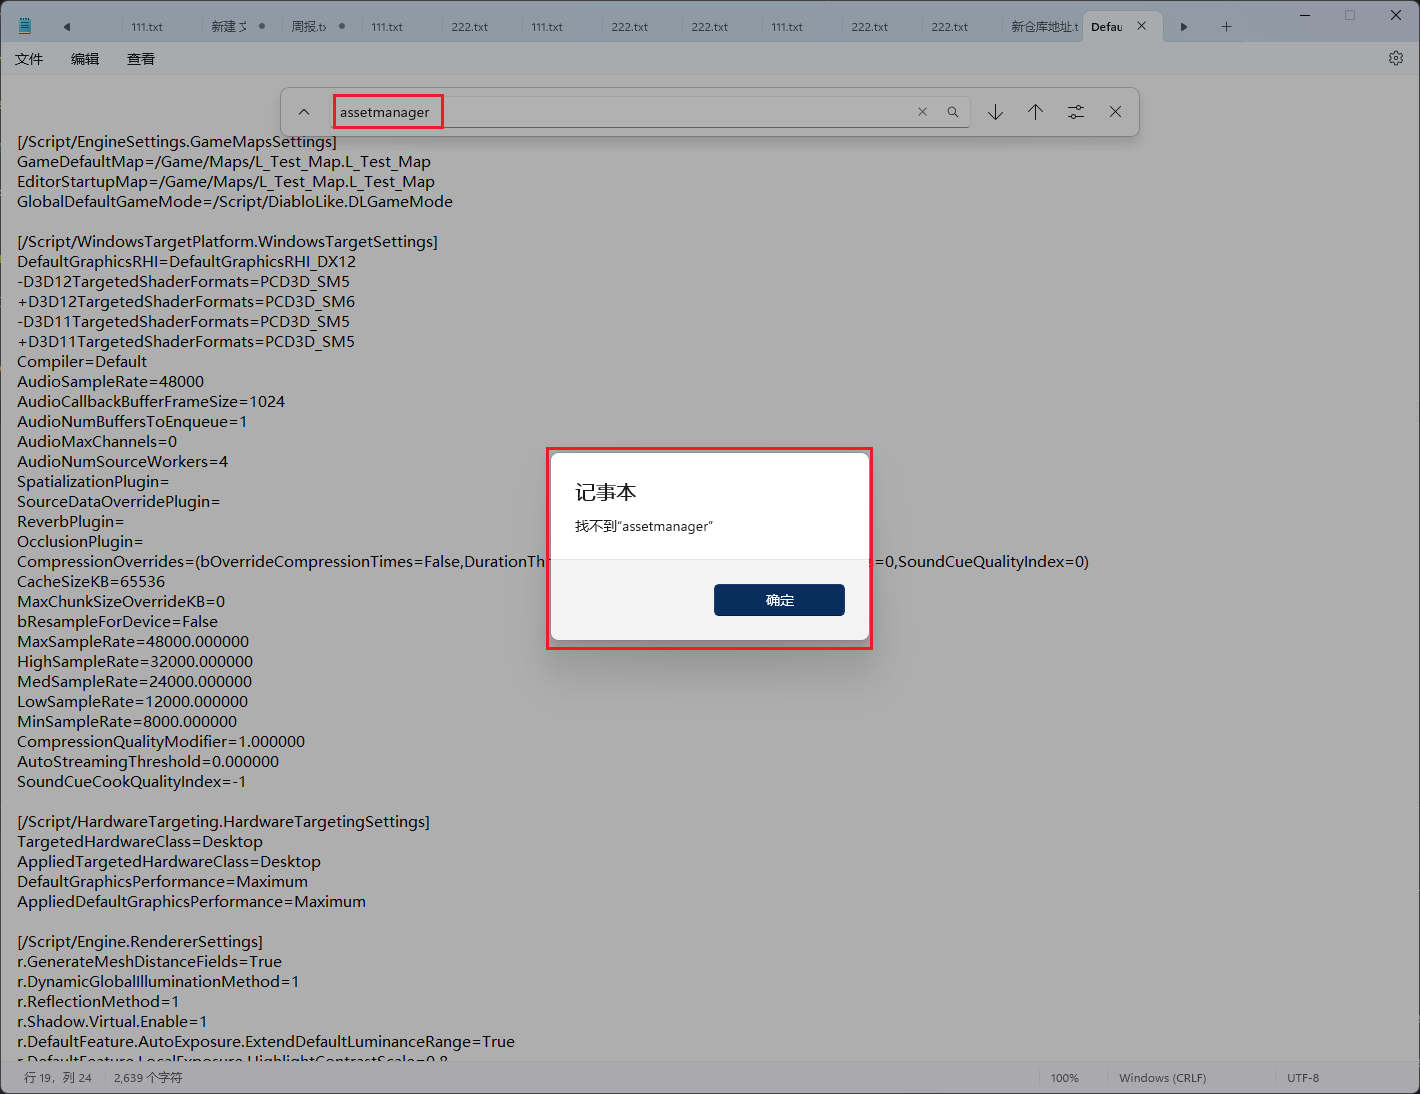 111.txt
新建 文
周报.tx
111.txt
222.txt
111.txt
222.txt
222.txt
111.txt
222.txt
222.txt
新仓库地址.t
Defau
文件
编辑
查看
assetmanager
[/Script/EngineSettings.GameMapsSettings]
GameDefaultMap=/Game/Maps/L_Test_Map.L_Test_Map
EditorStartupMap=/Game/Maps/L_Test_Map.L_Test_Map
GlobalDefaultGameMode=/Script/DiabloLike.DLGameMode
[/Script/WindowsTargetPlatform.WindowsTargetSettings]
DefaultGraphicsRHI=DefaultGraphicsRHI_DX12
-D3D12TargetedShaderFormats=PCD3D_SM5
+D3D12TargetedShaderFormats=PCD3D_SM6
-D3D11TargetedShaderFormats=PCD3D_SM5
+D3D11TargetedShaderFormats=PCD3D_SM5
Compiler=Default
AudioSampleRate=48000
AudioCallbackBufferFrameSize=1024
AudioNumBuffersToEnqueue=1
AudioMaxChannels=0
AudioNumSourceWorkers=4
SpatializationPlugin=
SourceDataOverridePlugin=
ReverbPlugin=
OcclusionPlugin=
CompressionOverrides=(bOverrideCompressionTimes=False,DurationTh =0,SoundCueQualityIndex=0)
CacheSizeKB=65536
MaxChunkSizeOverrideKB=0
bResampleForDevice=False
MaxSampleRate=48000.000000
HighSampleRate=32000.000000
MedSampleRate=24000.000000
LowSampleRate=12000.000000
MinSampleRate=8000.000000
CompressionQualityModifier=1.000000
AutoStreamingThreshold=0.000000
SoundCueCookQualityIndex=-1
[/Script/HardwareTargeting.HardwareTargetingSettings]
TargetedHardwareClass=Desktop
AppliedTargetedHardwareClass=Desktop
DefaultGraphicsPerformance=Maximum
AppliedDefaultGraphicsPerformance=Maximum
[/Script/Engine.RendererSettings]
r.GenerateMeshDistanceFields=True
r.DynamicGlobalIlluminationMethod=1
r.ReflectionMethod=1
r.Shadow.Virtual.Enable=1
r.DefaultFeature.AutoExposure.ExtendDefaultLuminanceRange=True
r.DefaultFeature.LocalExposure.HighlightContrastScale=0.8
记事本
找不到“assetmanager”
确定
行 19，列 24
2,639 个字符
100%
Windows (CRLF)
UTF-8